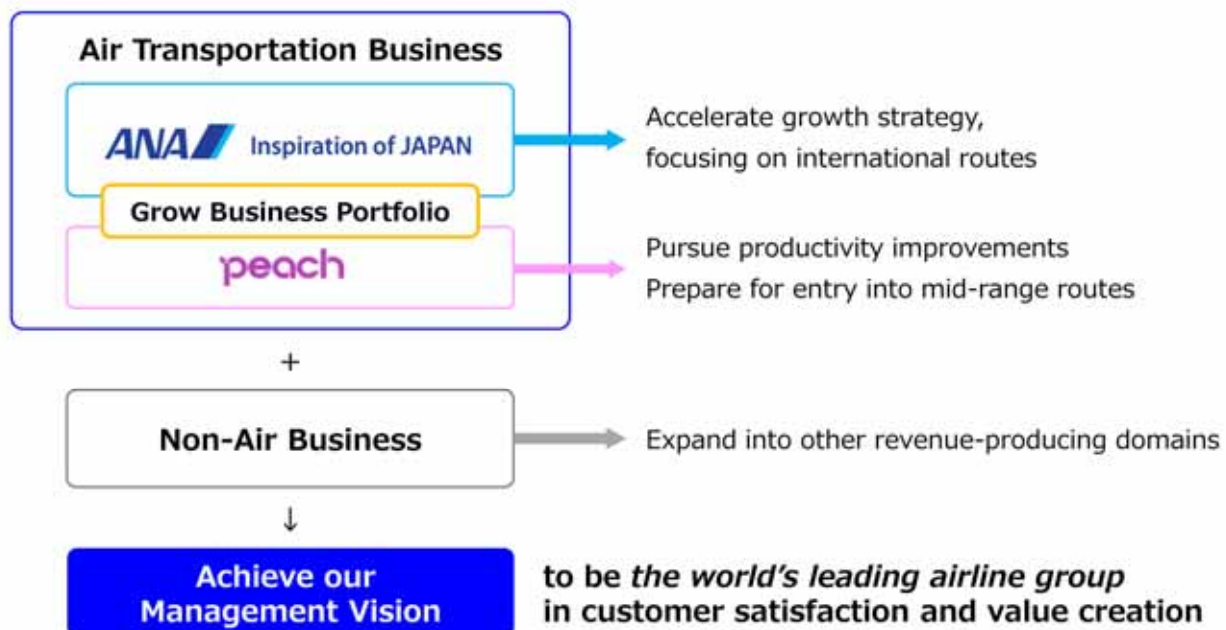 Air Transportation Business
ANA Inspiration of JAPAN
Accelerate growth strategy,
focusing on international routes
Grow Business Portfolio
peach
Pursue productivity improvements
Prepare for entry into mid-range routes
+
Non-Air Business
Expand into other revenue-producing domains
↓
Achieve our
Management Vision
to be the world's leading airline group
in customer satisfaction and value creation